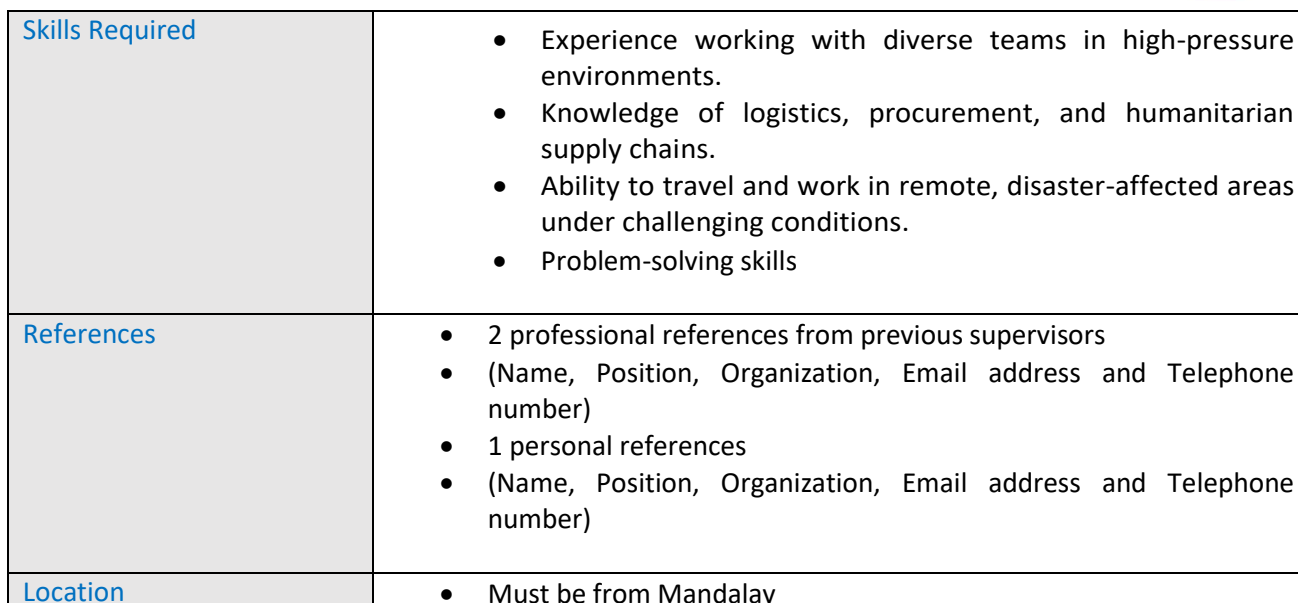 Skills Required
• Experience working with diverse teams in high-pressure
environments.
• Knowledge of logistics, procurement, and humanitarian
supply chains.
• Ability to travel and work in remote, disaster-affected areas
under challenging conditions.
• Problem-solving skills
References
• 2 professional references from previous supervisors
• (Name, Position, Organization, Email address and Telephone
number)
• 1 personal references
• (Name, Position, Organization, Email address and Telephone
number)
Location
• Must be from Mandalay